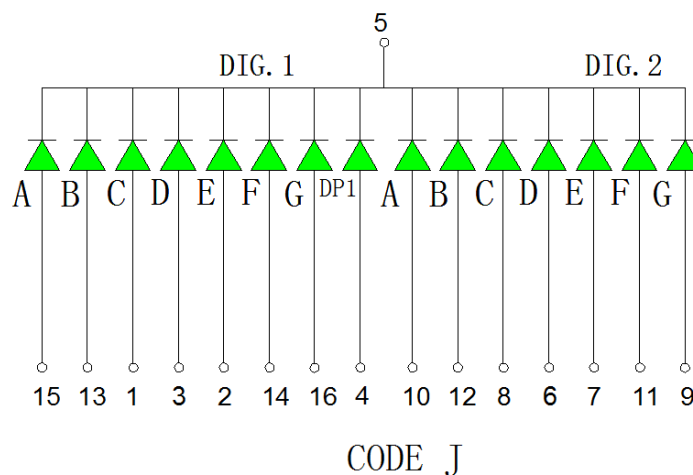 5
DIG.1 DIG.2
A B C D E F G DP1 A B C D E F G
15 13 1 3 2 14 16 4 10 12 8 6 7 11 9
CODE J